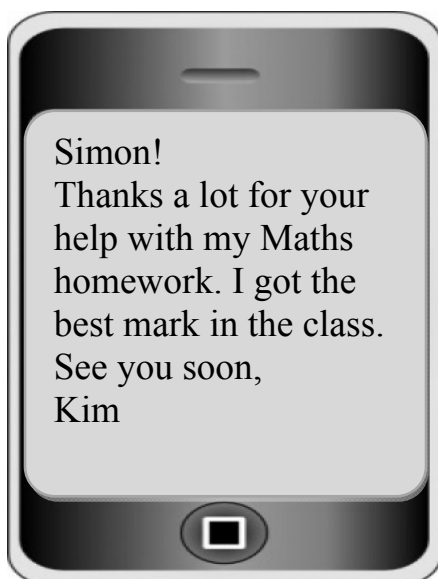 Simon!
Thanks a lot for your
help with my Maths
homework. I got the
best mark in the class.
See you soon,
Kim